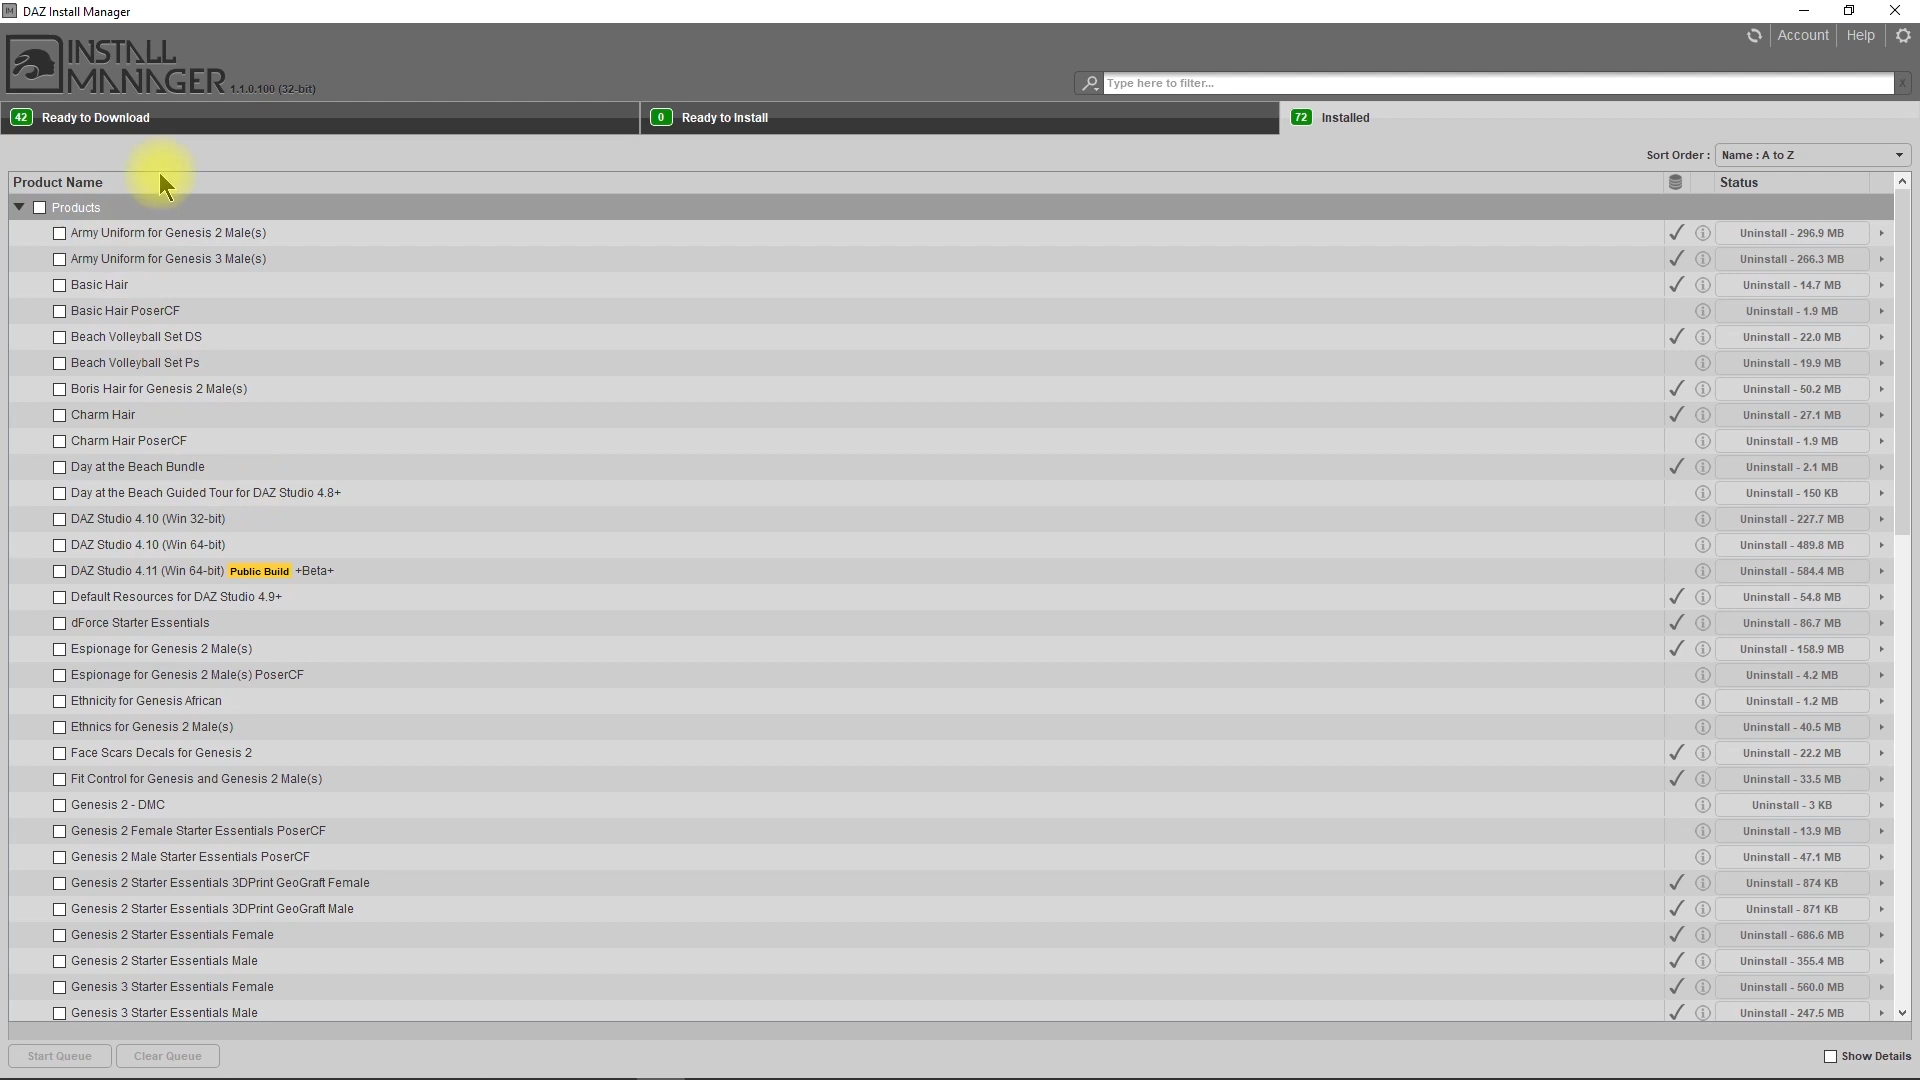 DAZ Install Manager
INSTALL
MANAGER 1.1.0.100 (32-bit)
Account Help
Type here to filter...
42 Ready to Download
0 Ready to Install
72 Installed
Sort Order : Name : A to Z
Product Name Status
Products
Army Uniform for Genesis 2 Male(s) Uninstall - 296.9 MB
Army Uniform for Genesis 3 Male(s) Uninstall - 266.3 MB
Basic Hair Uninstall - 14.7 MB
Basic Hair PoserCF Uninstall - 1.9 MB
Beach Volleyball Set DS Uninstall - 22.0 MB
Beach Volleyball Set Ps Uninstall - 19.9 MB
Boris Hair for Genesis 2 Male(s) Uninstall - 50.2 MB
Charm Hair Uninstall - 27.1 MB
Charm Hair PoserCF Uninstall - 1.9 MB
Day at the Beach Bundle Uninstall - 2.1 MB
Day at the Beach Guided Tour for DAZ Studio 4.8+ Uninstall - 150 KB
DAZ Studio 4.10 (Win 32-bit) Uninstall - 227.7 MB
DAZ Studio 4.10 (Win 64-bit) Uninstall - 489.8 MB
DAZ Studio 4.11 (Win 64-bit) Public Build +Beta+ Uninstall - 584.4 MB
Default Resources for DAZ Studio 4.9+ Uninstall - 54.8 MB
dForce Starter Essentials Uninstall - 86.7 MB
Espionage for Genesis 2 Male(s) Uninstall - 158.9 MB
Espionage for Genesis 2 Male(s) PoserCF Uninstall - 4.2 MB
Ethnicity for Genesis African Uninstall - 1.2 MB
Ethnics for Genesis 2 Male(s) Uninstall - 40.5 MB
Face Scars Decals for Genesis 2 Uninstall - 22.2 MB
Fit Control for Genesis and Genesis 2 Male(s) Uninstall - 33.5 MB
Genesis 2 - DMC Uninstall - 3 KB
Genesis 2 Female Starter Essentials PoserCF Uninstall - 13.9 MB
Genesis 2 Male Starter Essentials PoserCF Uninstall - 47.1 MB
Genesis 2 Starter Essentials 3DPrint GeoGraft Female Uninstall - 874 KB
Genesis 2 Starter Essentials 3DPrint GeoGraft Male Uninstall - 871 KB
Genesis 2 Starter Essentials Female Uninstall - 686.6 MB
Genesis 2 Starter Essentials Male Uninstall - 355.4 MB
Genesis 3 Starter Essentials Female Uninstall - 560.0 MB
Genesis 3 Starter Essentials Male Uninstall - 247.5 MB
Start Queue Clear Queue Show Details